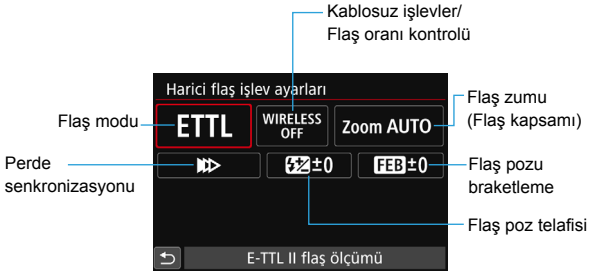 Kablosuz işlevler/
Flaş oranı kontrolü
Harici flaş işlev ayarları
Flaş modu
ETTL
WIRELESS
OFF
Zoom AUTO
Flaş zumu
(Flaş kapsamı)
Perde
senkronizasyonu
±0
FEB±0
Flaş pozu
braketleme
Flaş poz telafisi
E-TTL II flaş ölçümü